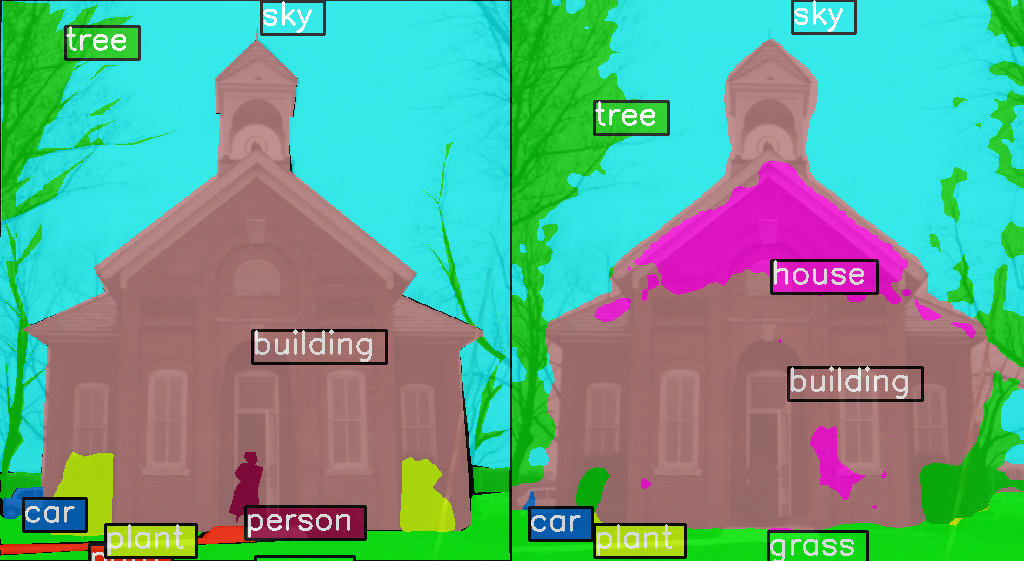 sky
tree
building
car
person
plant
sky
tree
house
building
car
plant
grass